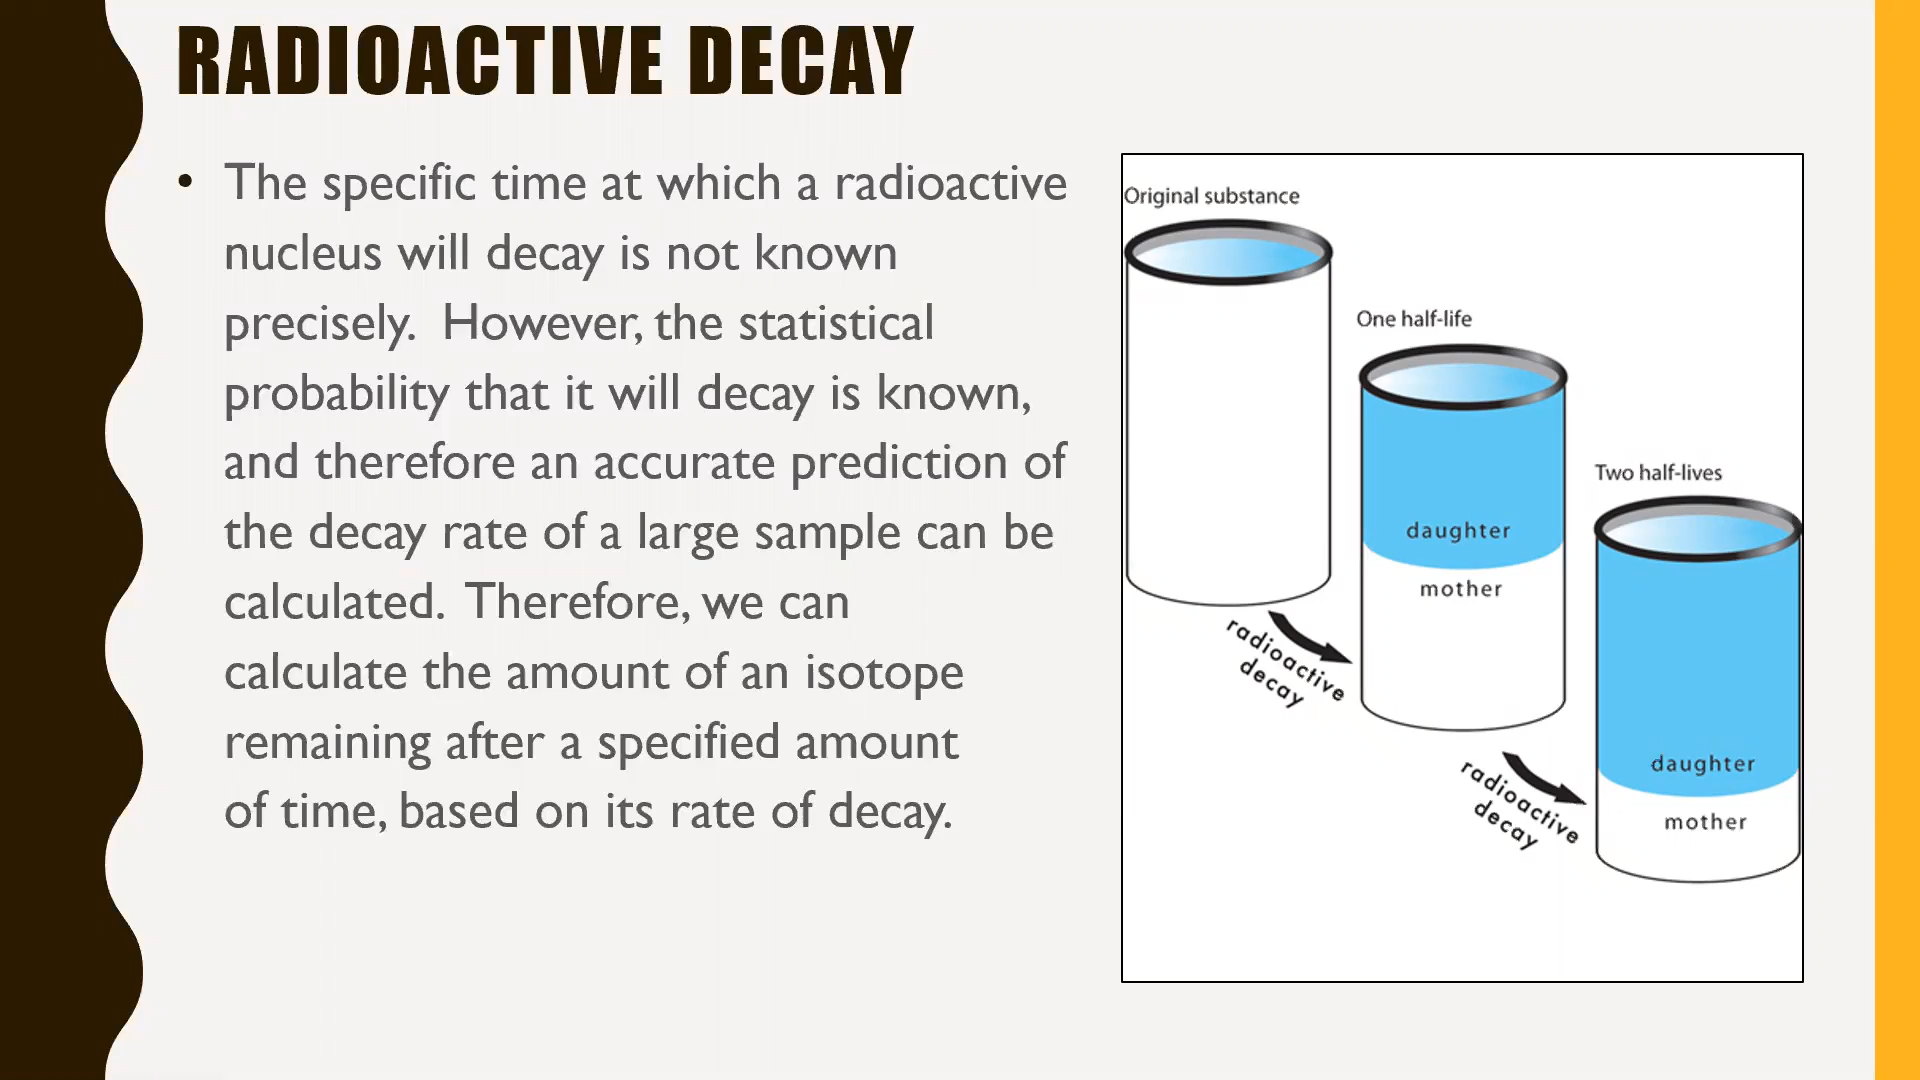 RADIOACTIVE DECAY
• The specific time at which a radioactive
nucleus will decay is not known
precisely.  However, the statistical
probability that it will decay is known,
and therefore an accurate prediction of
the decay rate of a large sample can be
calculated.  Therefore, we can
calculate the amount of an isotope
remaining after a specified amount
of time, based on its rate of decay.
Original substance
One half-life
daughter
mother
radioactive
decay
Two half-lives
daughter
mother
radioactive
decay